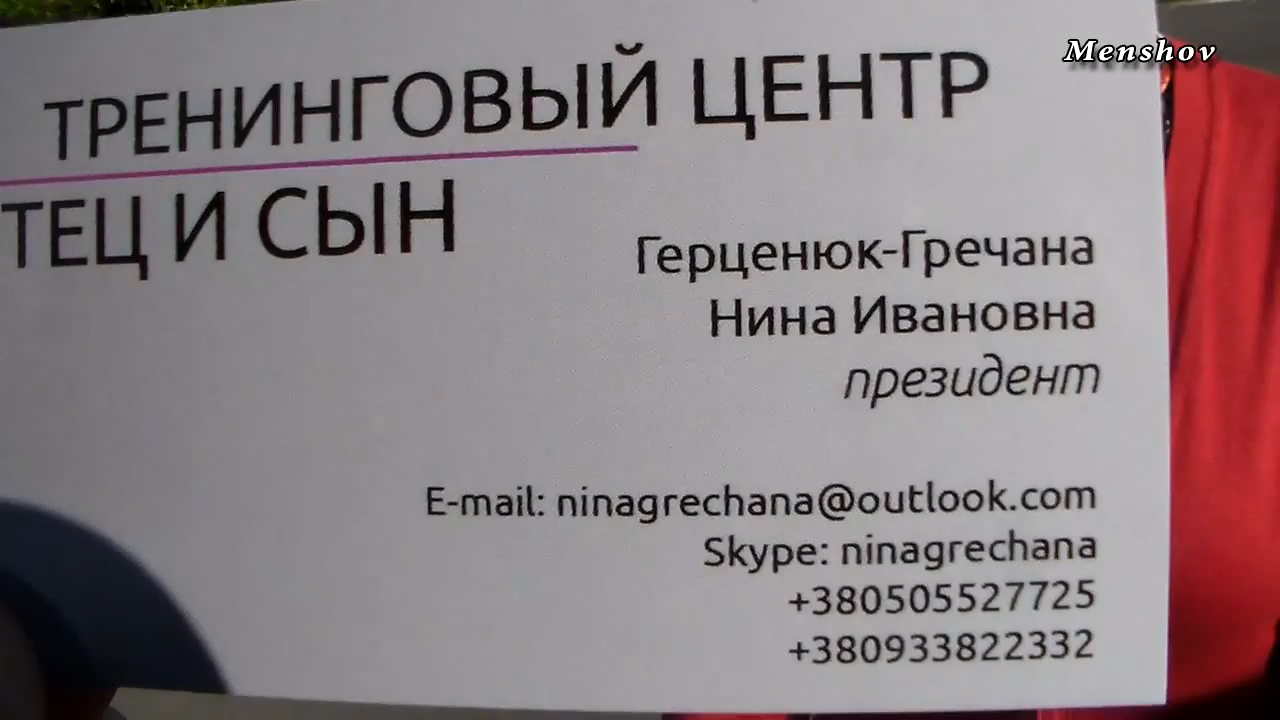 Menshov
ТРЕНИНГОВЫЙ ЦЕНТР
ТЕЦ И СЫН
Герценюк-Гречана
Нина Ивановна
президент
E-mail: ninagrechana@outlook.com
Skype: ninagrechana
+380505527725
+380933822332